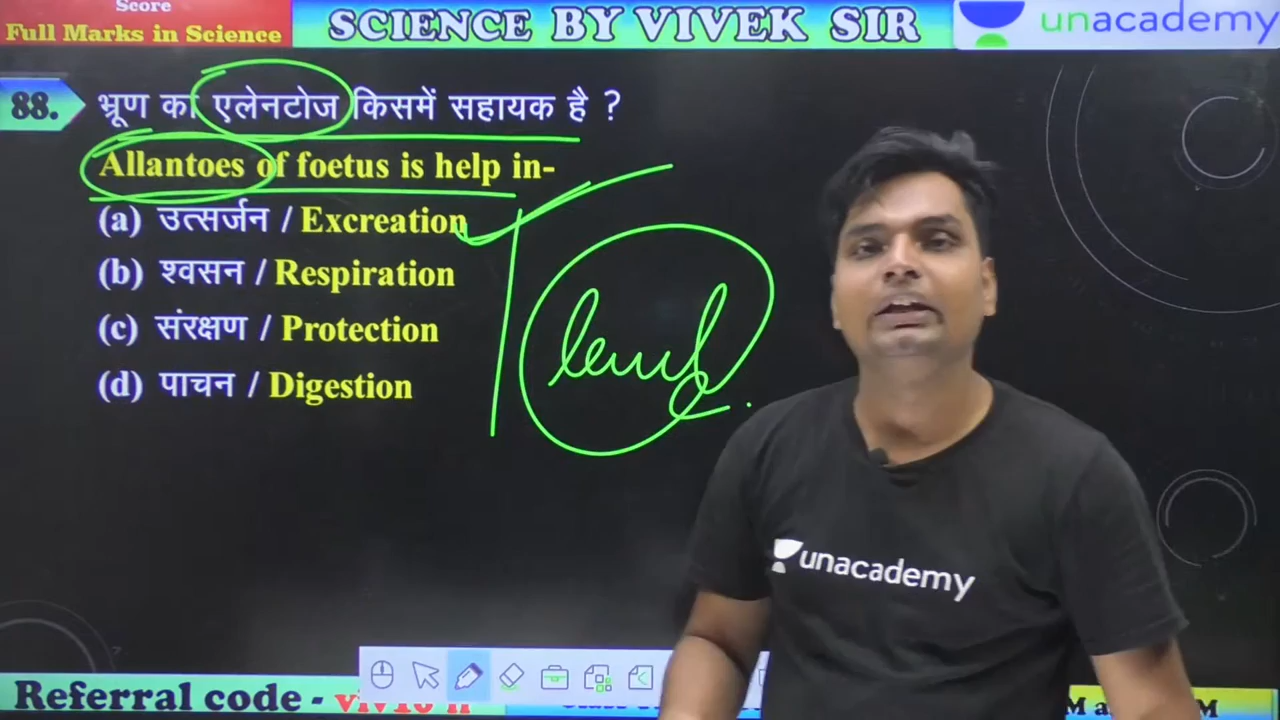 Score
Full Marks in Science
SCIENCE BY VIVEK SIR
unacademy
88. भ्रूण का एलेनटोज किसमें सहायक है ?
Allantoes of foetus is help in-
(a) उत्सर्जन / Excreation
(b) श्वसन / Respiration
(c) संरक्षण / Protection
(d) पाचन / Digestion
unacademy
Referral code -